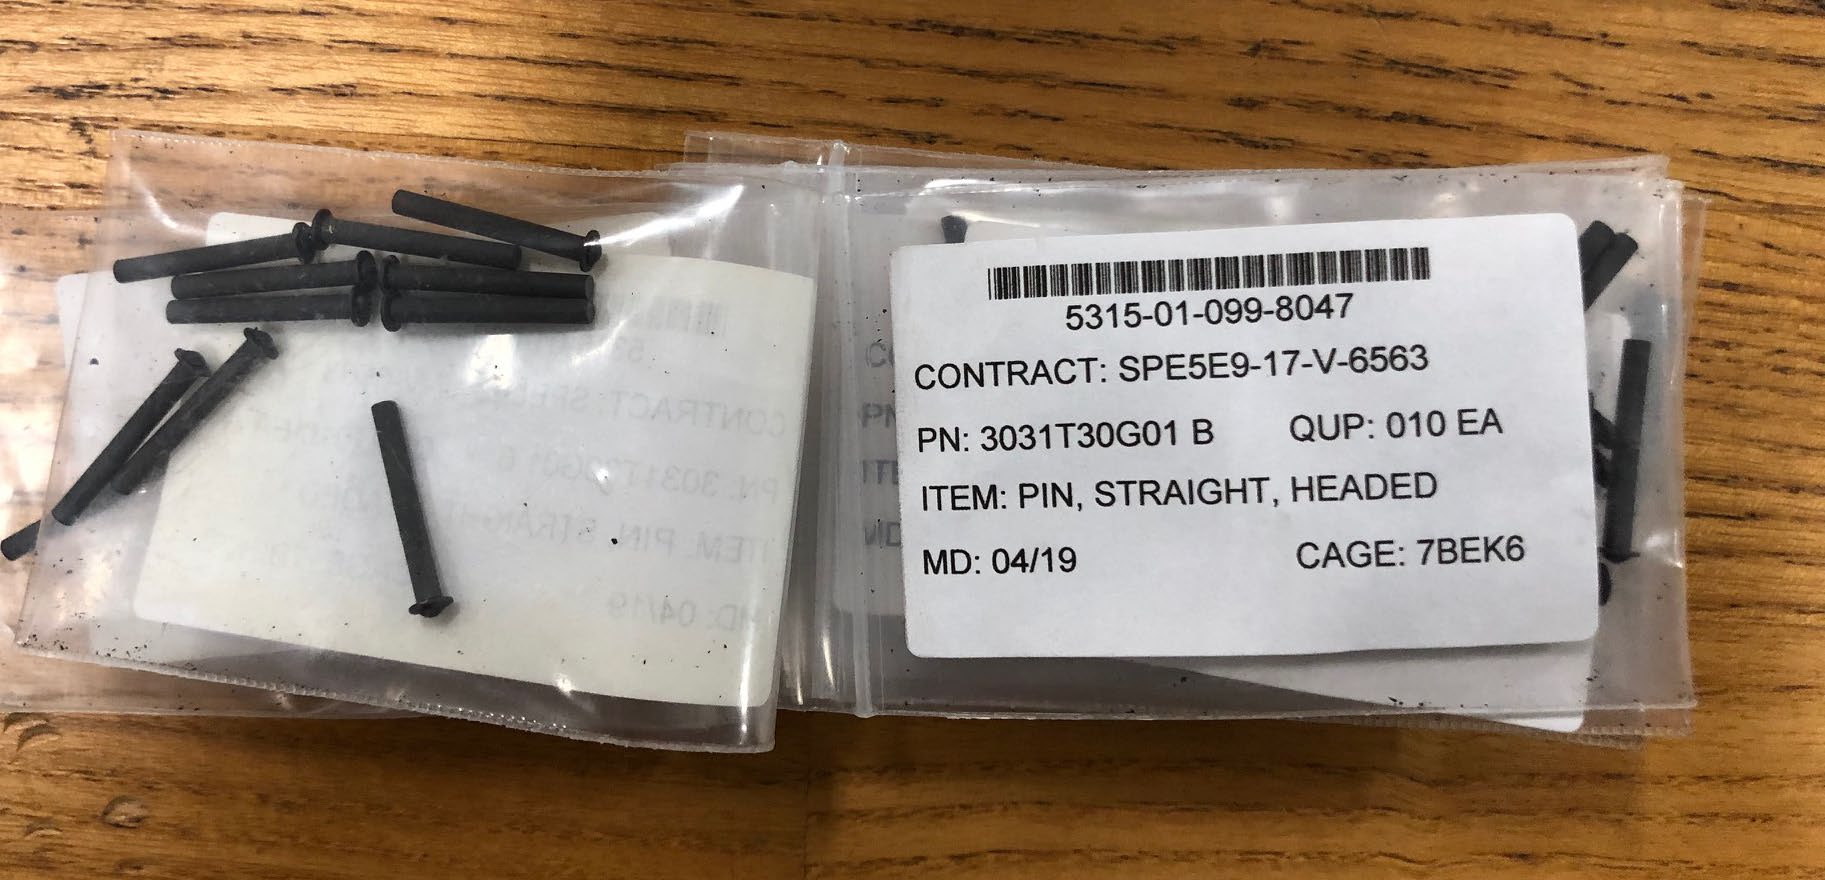 5315-01-099-8047
CONTRACT: SPE5E9-17-V-6563
PN: 3031T30G01 B QUP: 010 EA
ITEM: PIN, STRAIGHT, HEADED
MD: 04/19 CAGE: 7BEK6